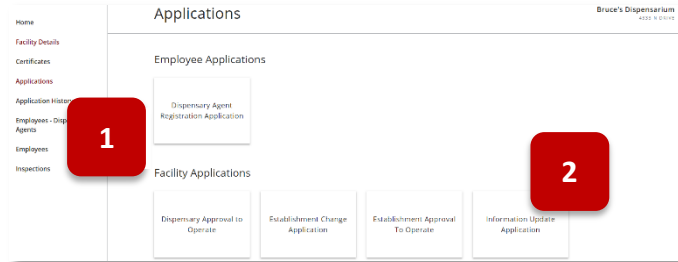 Applications
Bruce's Dispensarium
4355 N DRIVE
Home
Facility Details
Certificates
Applications
Application Histor
Employees - Disp
Agents
Employees
Inspections
1
Employee Applications
Dispensary Agent
Registration Application
2
Facility Applications
Dispensary Approval to
Operate
Establishment Change
Application
Establishment Approval
To Operate
Information Update
Application